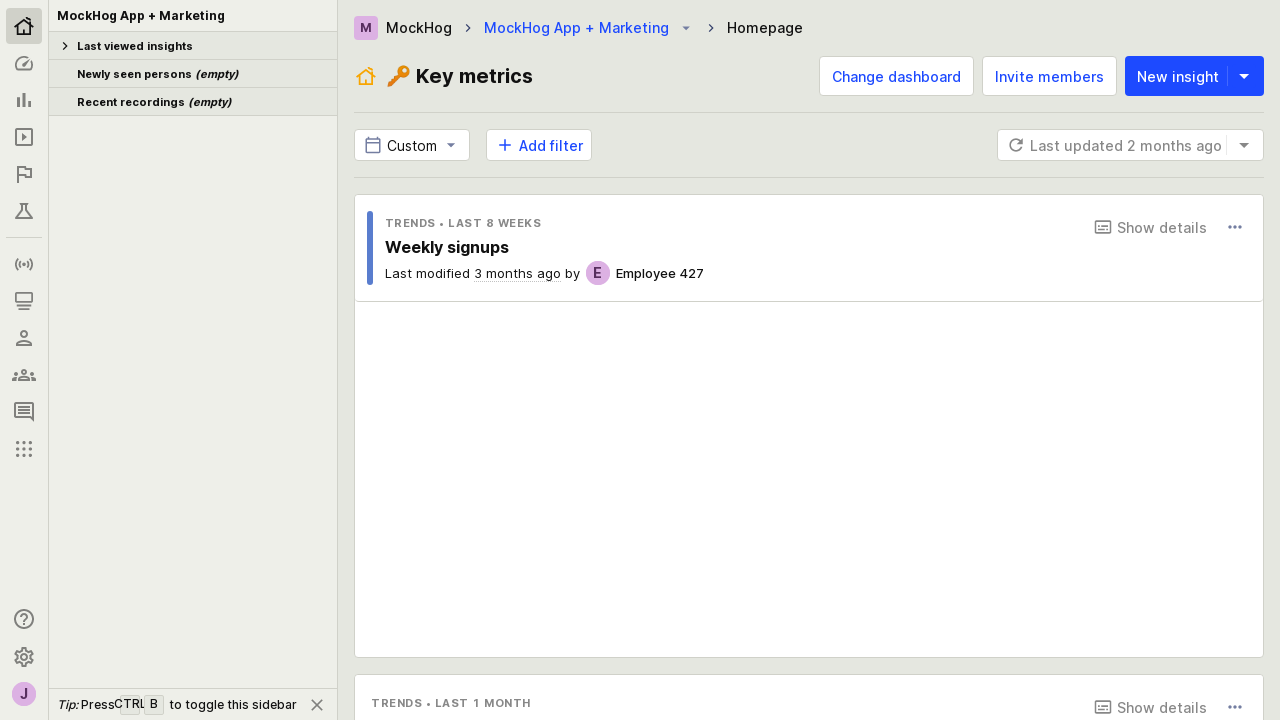 MockHog App + Marketing
Last viewed insights
Newly seen persons (empty)
Recent recordings (empty)
Tip: Press CTRL B to toggle this sidebar
J
M MockHog MockHog App + Marketing Homepage
Key metrics
Change dashboard
Invite members
New insight
Custom
Add filter
Last updated 2 months ago
TRENDS • LAST 8 WEEKS
Show details
Weekly signups
Last modified 3 months ago by E Employee 427
TRENDS • LAST 1 MONTH
Show details